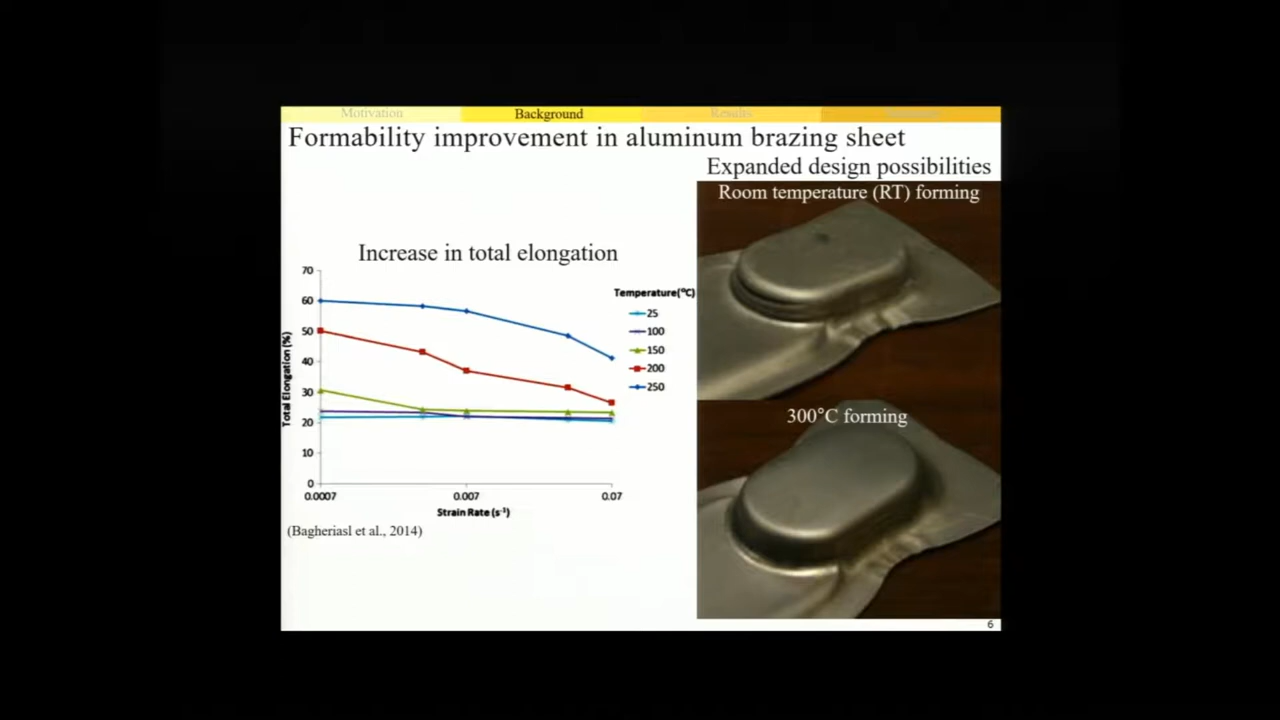 Motivation
Background
Results
Formability improvement in aluminum brazing sheet
Expanded design possibilities
Room temperature (RT) forming
Increase in total elongation
70
60
50
40
30
20
10
0
Total Elongation (%)
0.0007
0.007
0.07
Strain Rate (s⁻¹)
Temperature(°C)
25
100
150
200
250
300°C forming
(Bagheriasl et al., 2014)
6